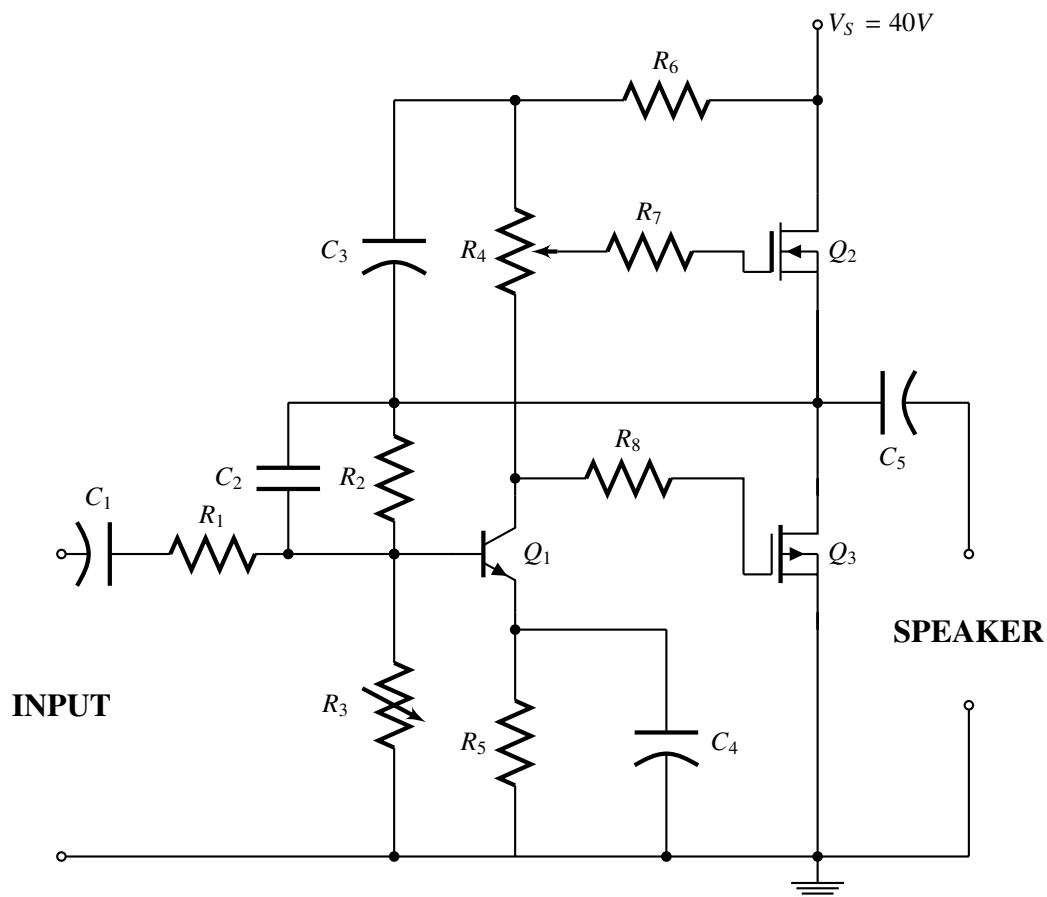 V_S = 40V
R_6
R_7
C_3
R_4
Q_2
R_8
C_5
C_2
R_2
C_1
R_1
Q_1
Q_3
SPEAKER
INPUT
R_3
R_5
C_4